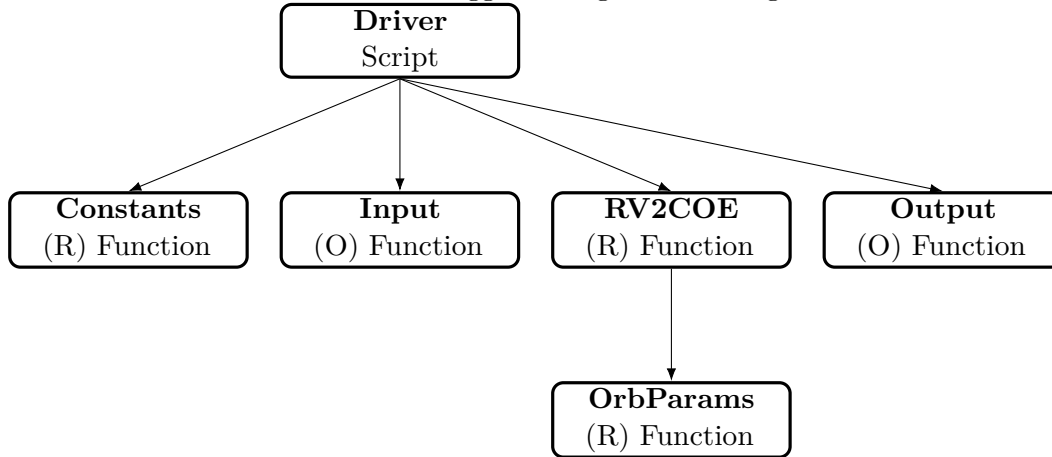 Driver
Script
Constants
(R) Function
Input
(O) Function
RV2COE
(R) Function
Output
(O) Function
OrbParams
(R) Function